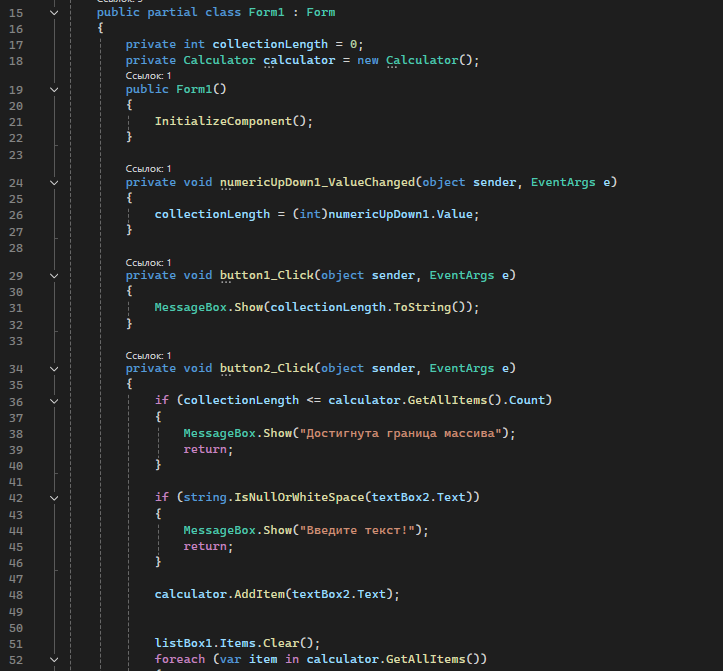 Ссылок: 3
15 public partial class Form1 : Form
16 {
17 private int collectionLength = 0;
18 private Calculator calculator = new Calculator();
Ссылок: 1
19 public Form1()
20 {
21 InitializeComponent();
22 }
23
Ссылок: 1
24 private void numericUpDown1_ValueChanged(object sender, EventArgs e)
25 {
26 collectionLength = (int)numericUpDown1.Value;
27 }
28
Ссылок: 1
29 private void button1_Click(object sender, EventArgs e)
30 {
31 MessageBox.Show(collectionLength.ToString());
32 }
33
Ссылок: 1
34 private void button2_Click(object sender, EventArgs e)
35 {
36 if (collectionLength <= calculator.GetAllItems().Count)
37 {
38 MessageBox.Show("Достигнута граница массива");
39 return;
40 }
41
42 if (string.IsNullOrWhiteSpace(textBox2.Text))
43 {
44 MessageBox.Show("Введите текст!");
45 return;
46 }
47
48 calculator.AddItem(textBox2.Text);
49
50
51 listBox1.Items.Clear();
52 foreach (var item in calculator.GetAllItems())